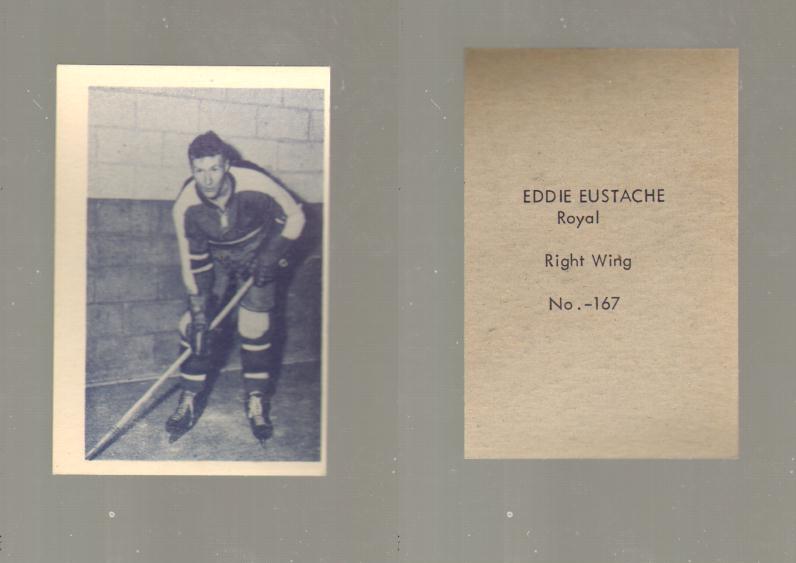 EDDIE EUSTACHE
Royal
Right Wing
No.-167